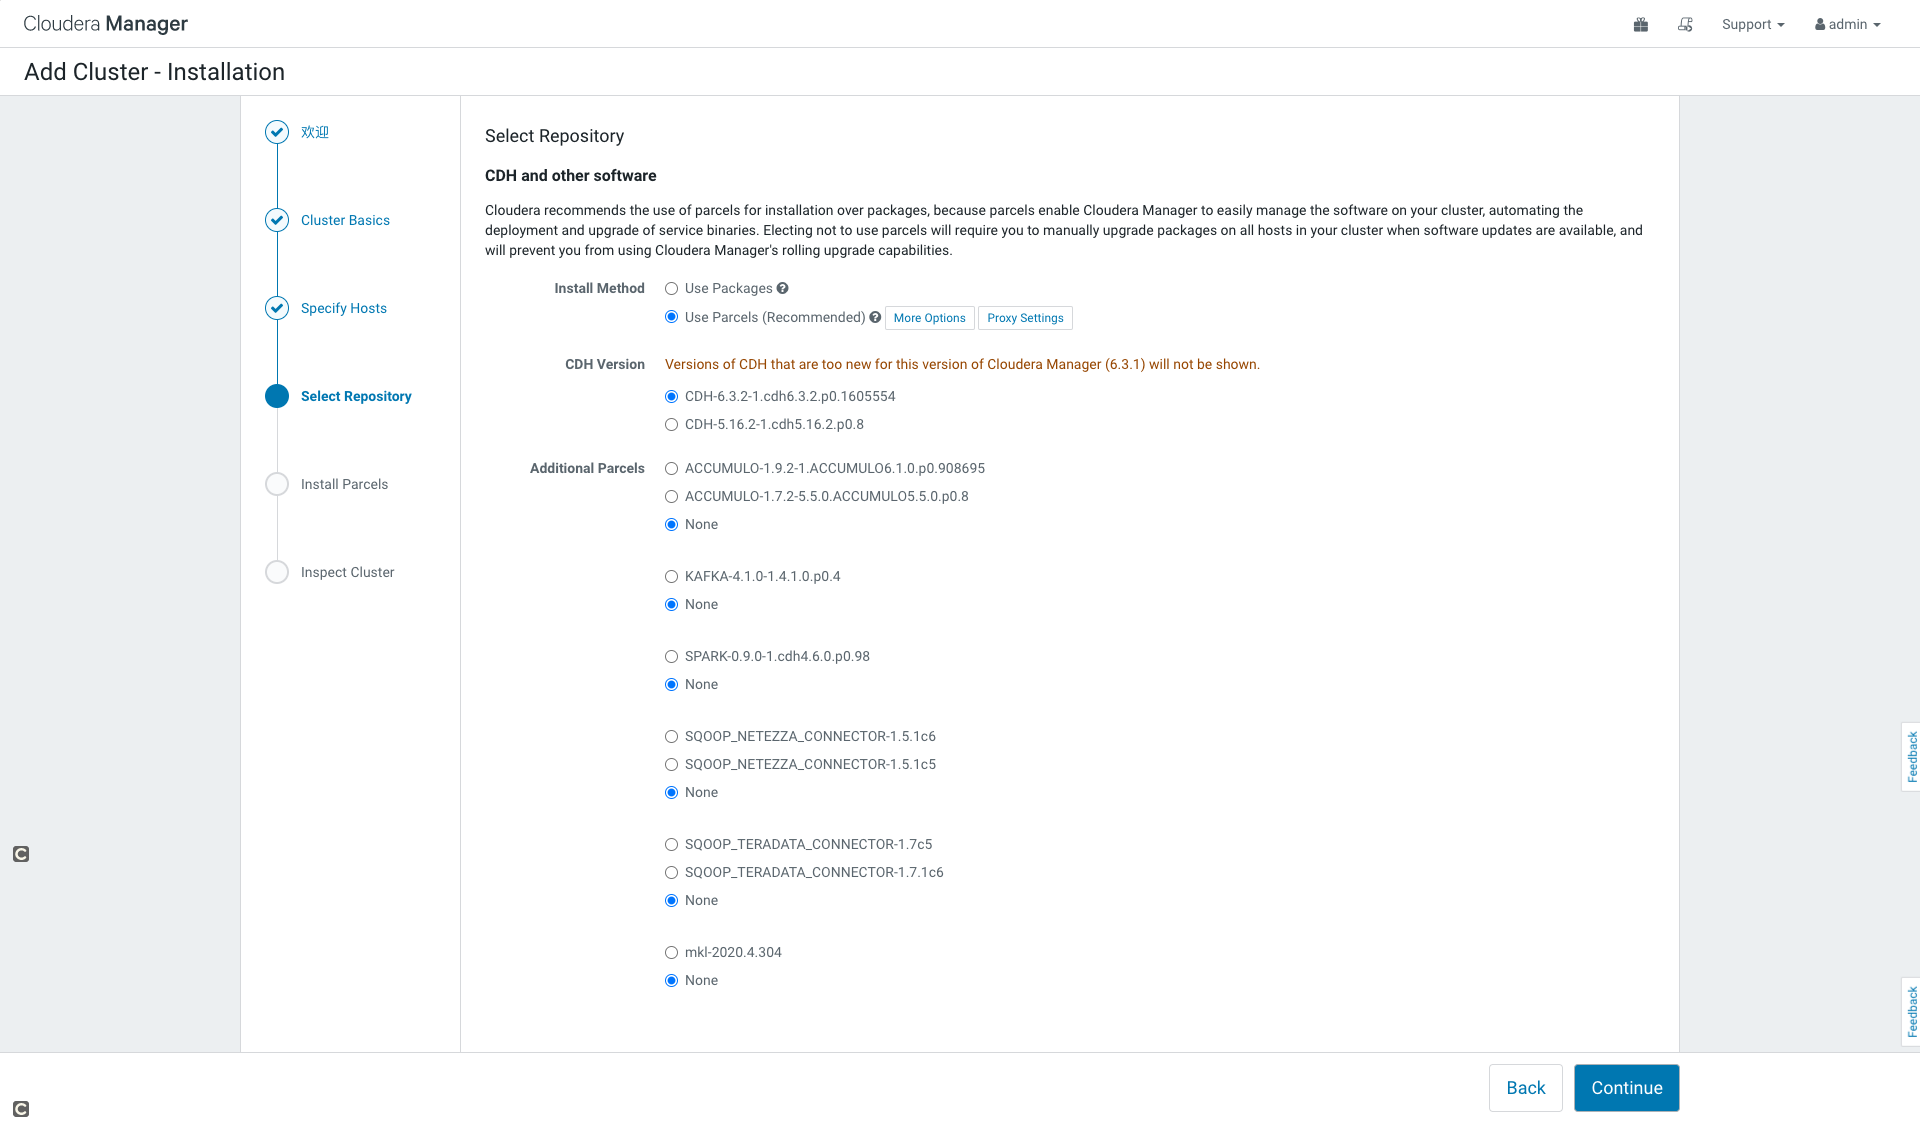 Cloudera Manager
Support
admin
Add Cluster - Installation
欢迎
Cluster Basics
Specify Hosts
Select Repository
Install Parcels
Inspect Cluster
Select Repository
CDH and other software
Cloudera recommends the use of parcels for installation over packages, because parcels enable Cloudera Manager to easily manage the software on your cluster, automating the
deployment and upgrade of service binaries. Electing not to use parcels will require you to manually upgrade packages on all hosts in your cluster when software updates are available, and
will prevent you from using Cloudera Manager's rolling upgrade capabilities.
Install Method
Use Packages
Use Parcels (Recommended) More Options Proxy Settings
CDH Version
Versions of CDH that are too new for this version of Cloudera Manager (6.3.1) will not be shown.
CDH-6.3.2-1.cdh6.3.2.p0.1605554
CDH-5.16.2-1.cdh5.16.2.p0.8
Additional Parcels
ACCUMULO-1.9.2-1.ACCUMULO6.1.0.p0.908695
ACCUMULO-1.7.2-5.5.0.ACCUMULO5.5.0.p0.8
None
KAFKA-4.1.0-1.4.1.0.p0.4
None
SPARK-0.9.0-1.cdh4.6.0.p0.98
None
SQOOP_NETEZZA_CONNECTOR-1.5.1c6
SQOOP_NETEZZA_CONNECTOR-1.5.1c5
None
SQOOP_TERADATA_CONNECTOR-1.7c5
SQOOP_TERADATA_CONNECTOR-1.7.1c6
None
mkl-2020.4.304
None
Feedback
Feedback
C
C
Back
Continue